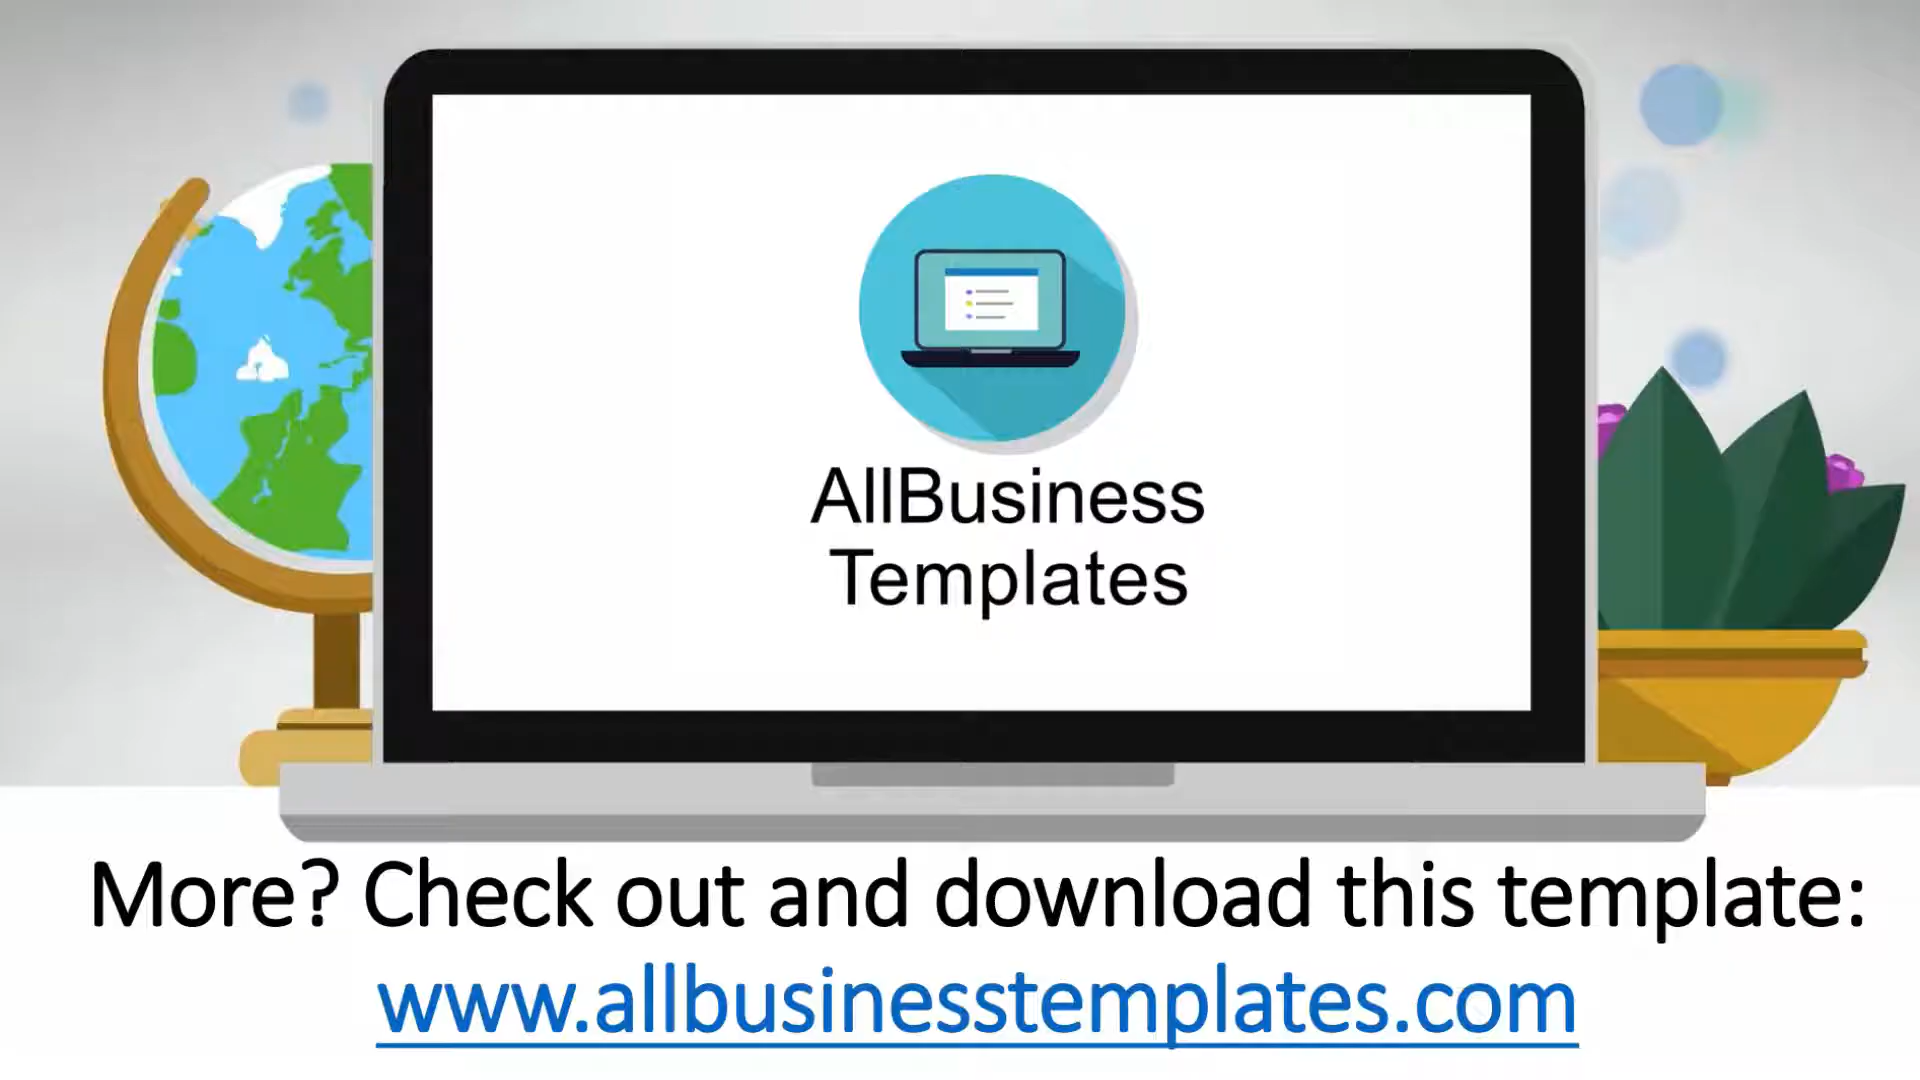 AllBusiness
Templates
More? Check out and download this template:
www.allbusinesstemplates.com